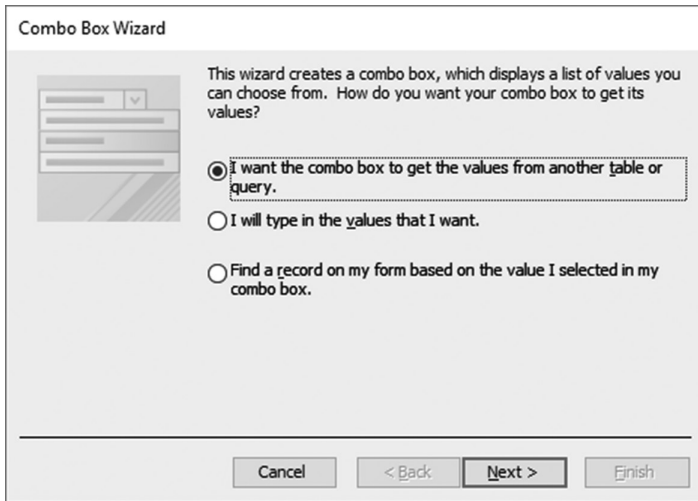 Combo Box Wizard
This wizard creates a combo box, which displays a list of values you
can choose from. How do you want your combo box to get its
values?
I want the combo box to get the values from another table or
query.
I will type in the values that I want.
Find a record on my form based on the value I selected in my
combo box.
Cancel
< Back
Next >
Finish